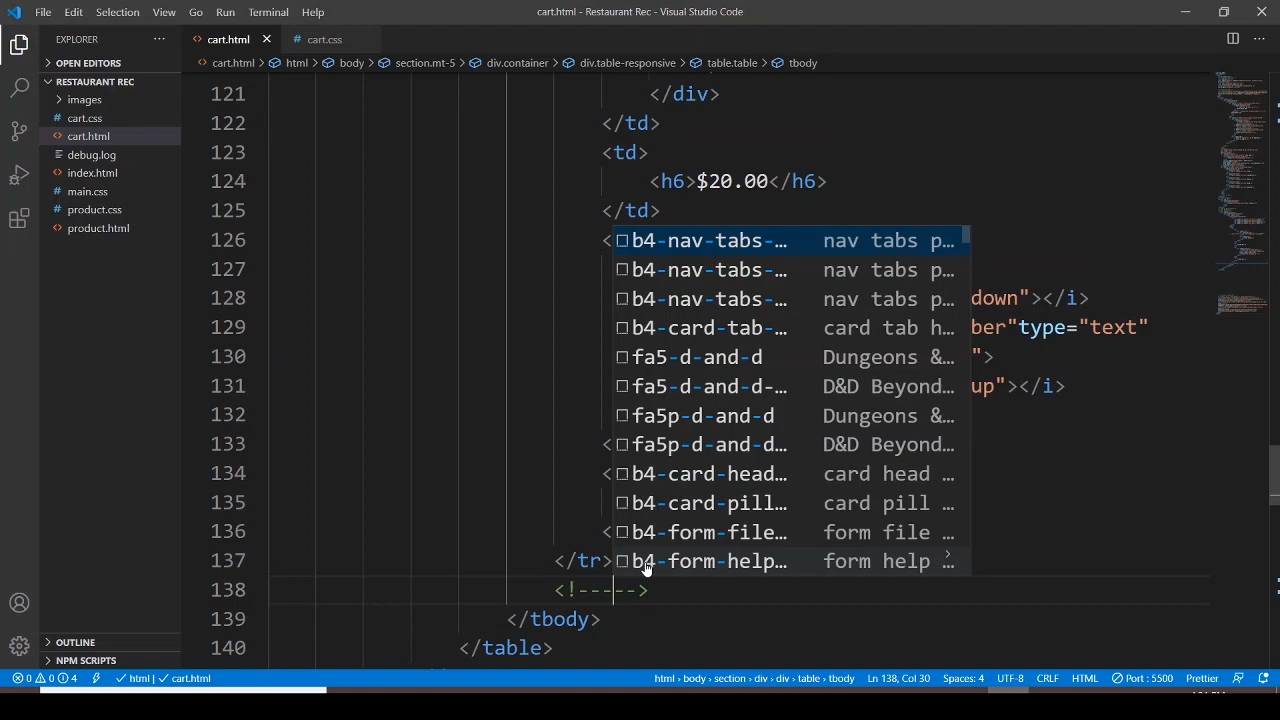 File Edit Selection View Go Run Terminal Help
cart.html - Restaurant Rec - Visual Studio Code
EXPLORER
OPEN EDITORS
RESTAURANT REC
images
cart.css
cart.html
debug.log
index.html
main.css
product.css
product.html
OUTLINE
NPM SCRIPTS
cart.html
cart.css
cart.html > html > body > section.mt-5 > div.container > div.table-responsive > table.table > tbody
121 </div>
122 </td>
123 <td>
124 <h6>$20.00</h6>
125 </td>
126 <
127
128 down"></i>
129 ber"type="text"
130 ">
131 up"></i>
132
133 <
134 <
135
136 <
137 </tr>
138 <!----->
139 </tbody>
140 </table>
b4-nav-tabs-… nav tabs p…
b4-nav-tabs-… nav tabs p…
b4-nav-tabs-… nav tabs p…
b4-card-tab-… card tab h…
fa5-d-and-d Dungeons &…
fa5-d-and-d-… D&D Beyond…
fa5p-d-and-d Dungeons &…
fa5p-d-and-d… D&D Beyond…
b4-card-head… card head …
b4-card-pill… card pill …
b4-form-file… form file …
b4-form-help… form help …
0 0 4 html cart.html html > body > section > div > div > table > tbody Ln 138, Col 30 Spaces: 4 UTF-8 CRLF HTML Port : 5500 Prettier